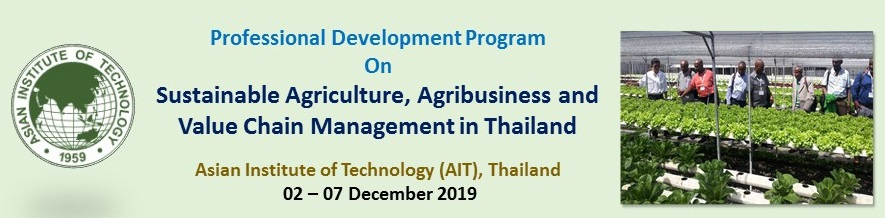 ASIAN INSTITUTE OF TECHNOLOGY
1959
Professional Development Program
On
Sustainable Agriculture, Agribusiness and
Value Chain Management in Thailand
Asian Institute of Technology (AIT), Thailand
02 – 07 December 2019